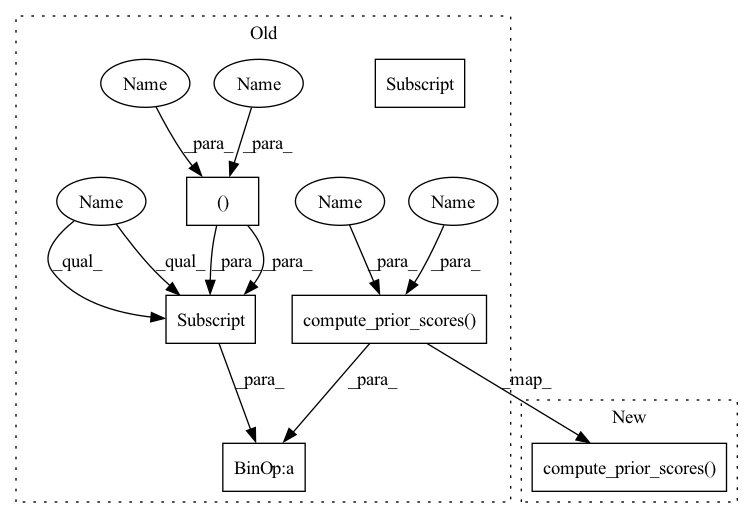 Old
Name
Name
Subscript
_para_
_para_
Name
()
Name
Name
_qual_
_qual_
_para_
_para_
_para_
_para_
Subscript
compute_prior_scores()
_para_
_para_
_map_
New
BinOp:a
compute_prior_scores()